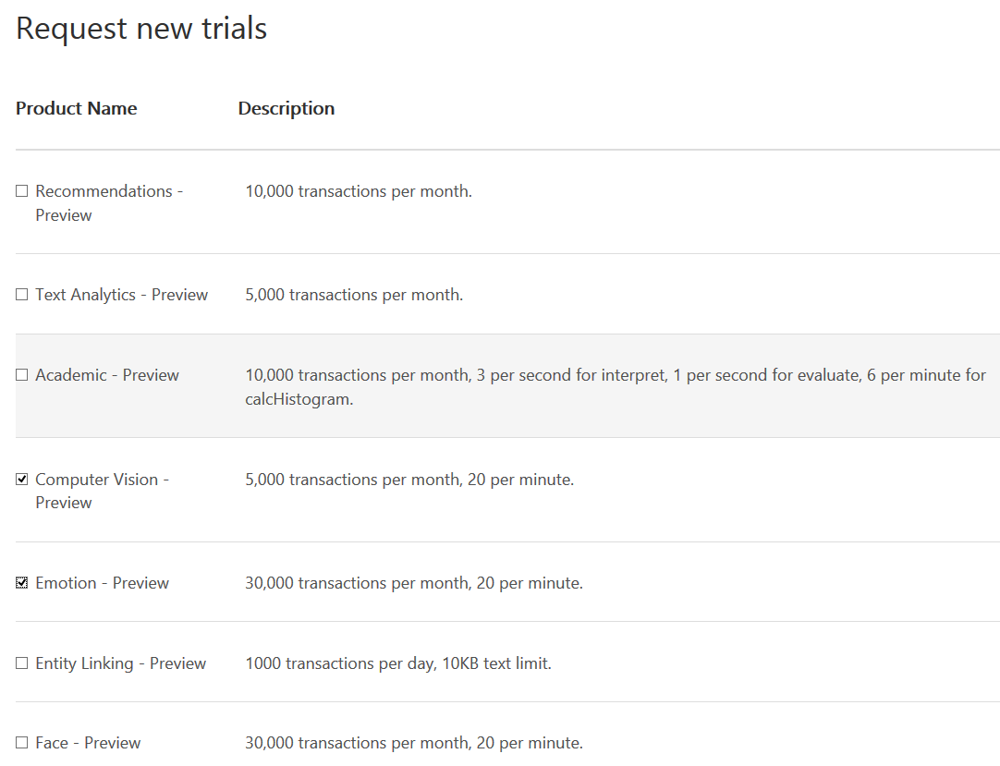 Request new trials
Product Name Description
Recommendations - 10,000 transactions per month.
Preview
Text Analytics - Preview 5,000 transactions per month.
Academic - Preview 10,000 transactions per month, 3 per second for interpret, 1 per second for evaluate, 6 per minute for
calcHistogram.
Computer Vision - 5,000 transactions per month, 20 per minute.
Preview
Emotion - Preview 30,000 transactions per month, 20 per minute.
Entity Linking - Preview 1000 transactions per day, 10KB text limit.
Face - Preview 30,000 transactions per month, 20 per minute.